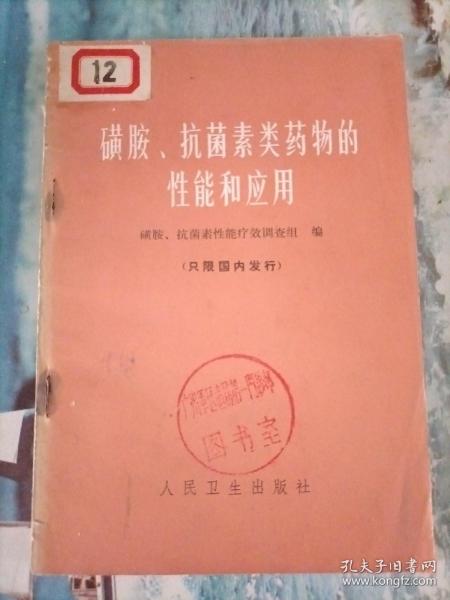 12
磺胺、抗菌素类药物的
性能和应用
磺胺、抗菌素性能疗效调查组 编
(只限国内发行)
图书室
人民卫生出版社
孔夫子旧书网
www.kongfz.com